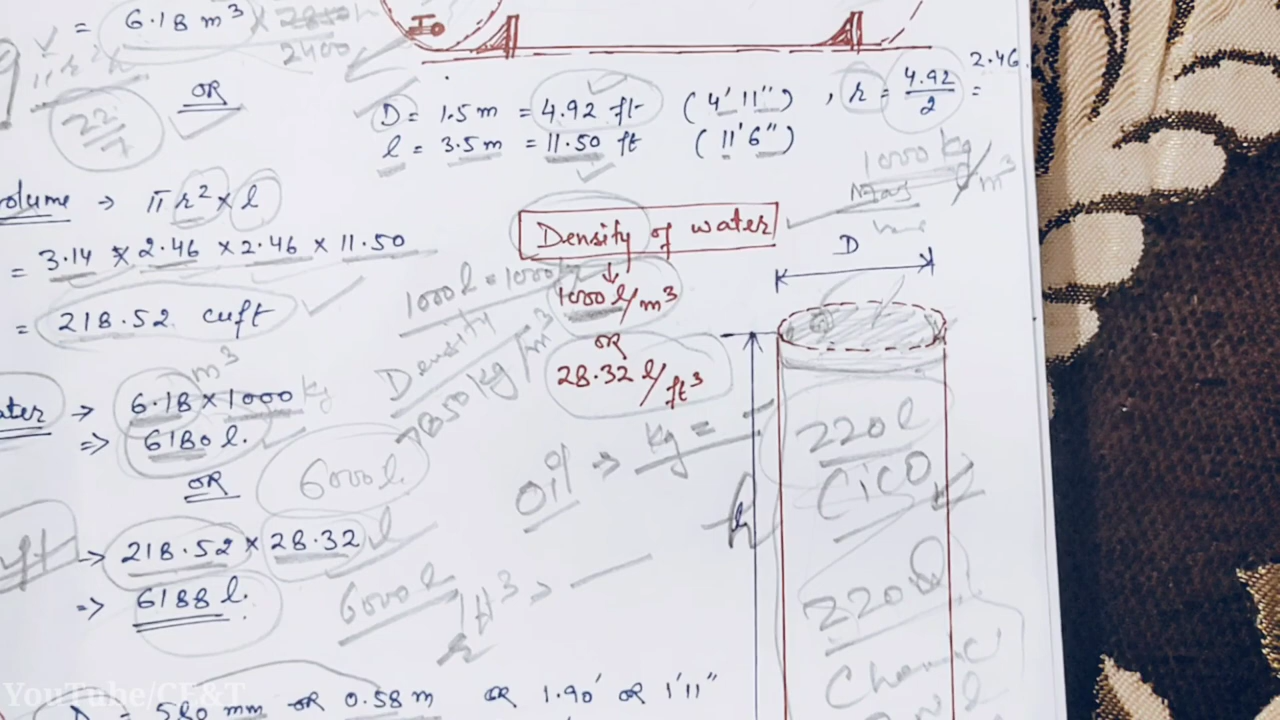 = 6.18 m³ ×
2400
OR
22/7
D = 1.5 m = 4.92 ft (4' 11") , r = 4.92/2 = 2.46
l = 3.5 m = 11.50 ft (11' 6")
1000 kg/m³
→ π r² × l
= 3.14 × 2.46 × 2.46 × 11.50
= 218.52 cuft
Density of water
↓
1000 l/m³
OR
28.32 l/ft³
1000 l = 1000 kg
Density
7850 kg/m³
D
m³
→ 6.18 × 1000 kg
⇒ 6180 l.
OR
6000 l.
Oil → kg =
220 l
CICO
h
→ 218.52 × 28.32 l
⇒ 6188 l.
6000 l
220
D = 580 mm OR 0.58 m OR 1.90' OR 1'11"
YouTube/CE&T